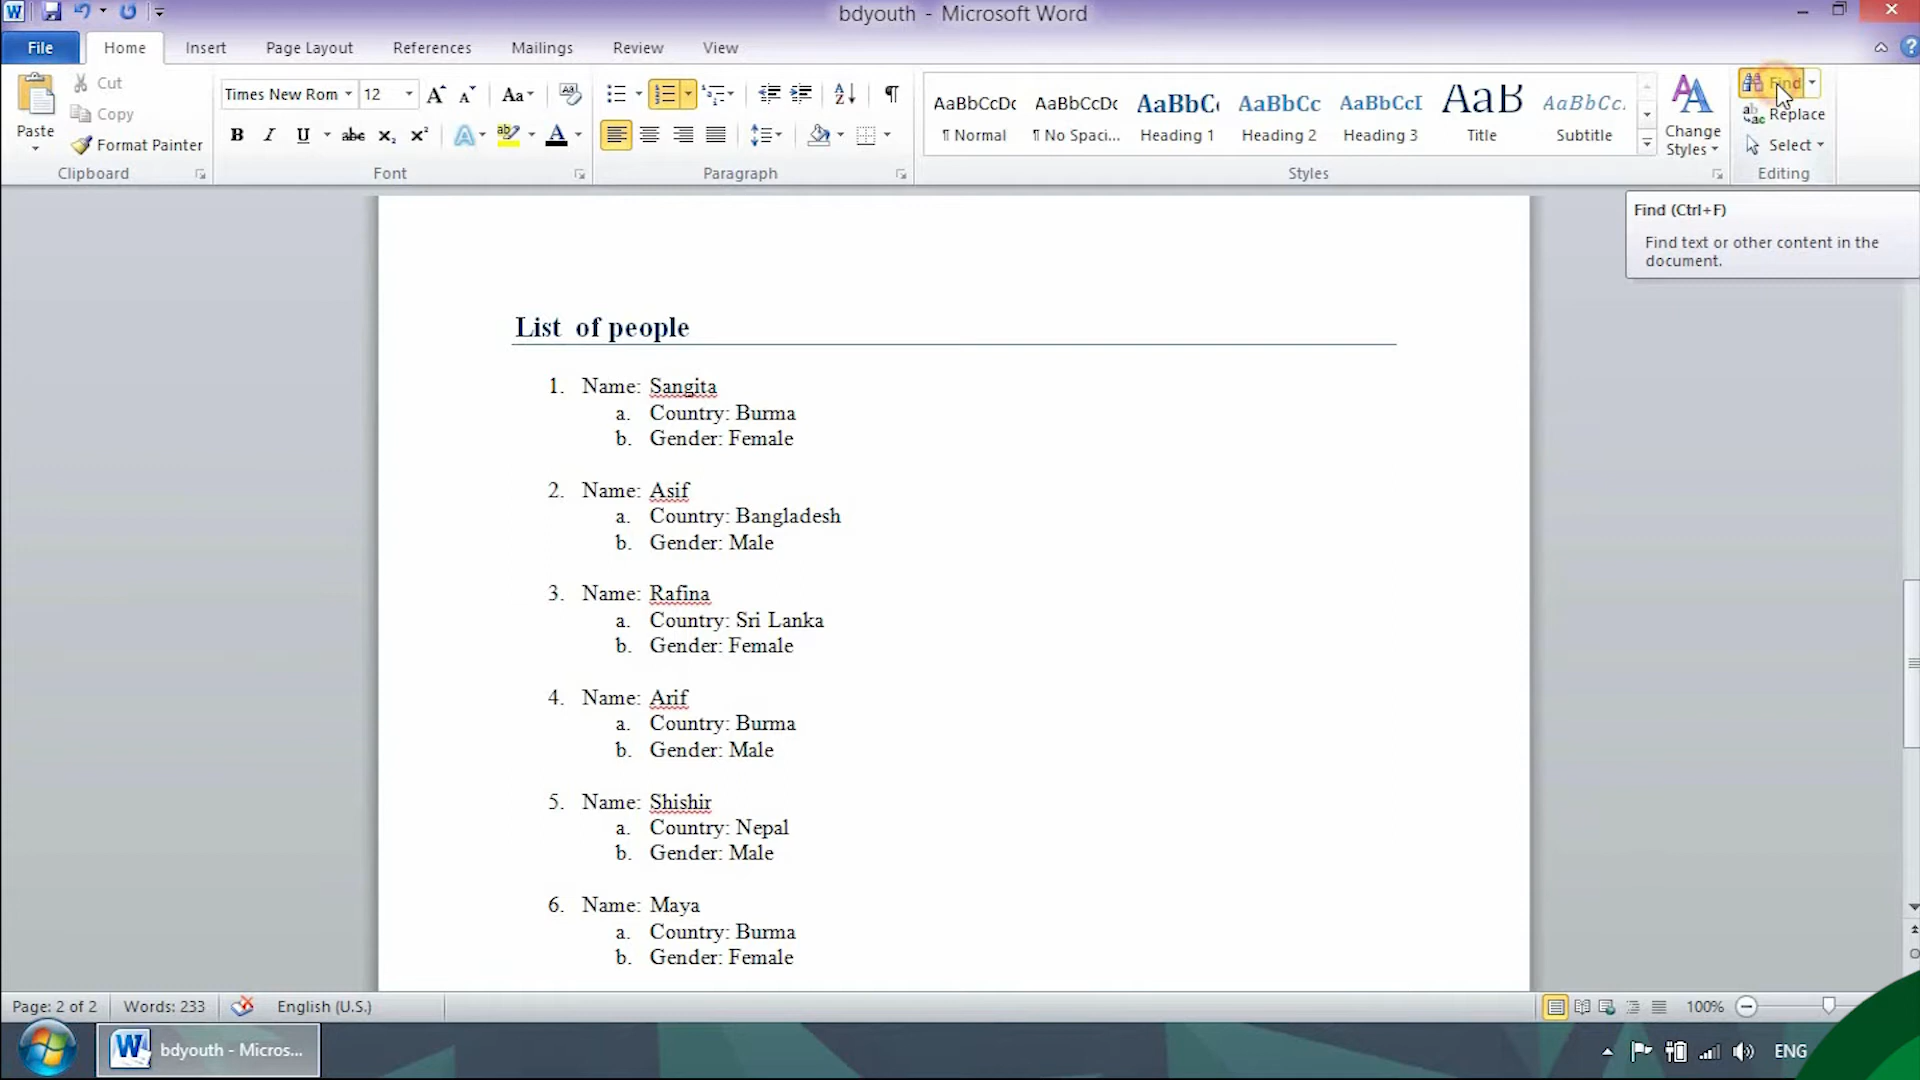 bdyouth - Microsoft Word
File Home Insert Page Layout References Mailings Review View
Paste
Cut
Copy
Format Painter
Clipboard
Times New Rom 12
Font
Paragraph
AaBbCcDc AaBbCcDc AaBbC AaBbCc AaBbCcI AaB AaBbCc.
¶ Normal ¶ No Spaci... Heading 1 Heading 2 Heading 3 Title Subtitle
Styles
Change
Styles
Find
Replace
Select
Editing
Find (Ctrl+F)
Find text or other content in the
document.
List of people
1. Name: Sangita
a. Country: Burma
b. Gender: Female
2. Name: Asif
a. Country: Bangladesh
b. Gender: Male
3. Name: Rafina
a. Country: Sri Lanka
b. Gender: Female
4. Name: Arif
a. Country: Burma
b. Gender: Male
5. Name: Shishir
a. Country: Nepal
b. Gender: Male
6. Name: Maya
a. Country: Burma
b. Gender: Female
Page: 2 of 2 Words: 233 English (U.S.) 100%
bdyouth - Micros... ENG